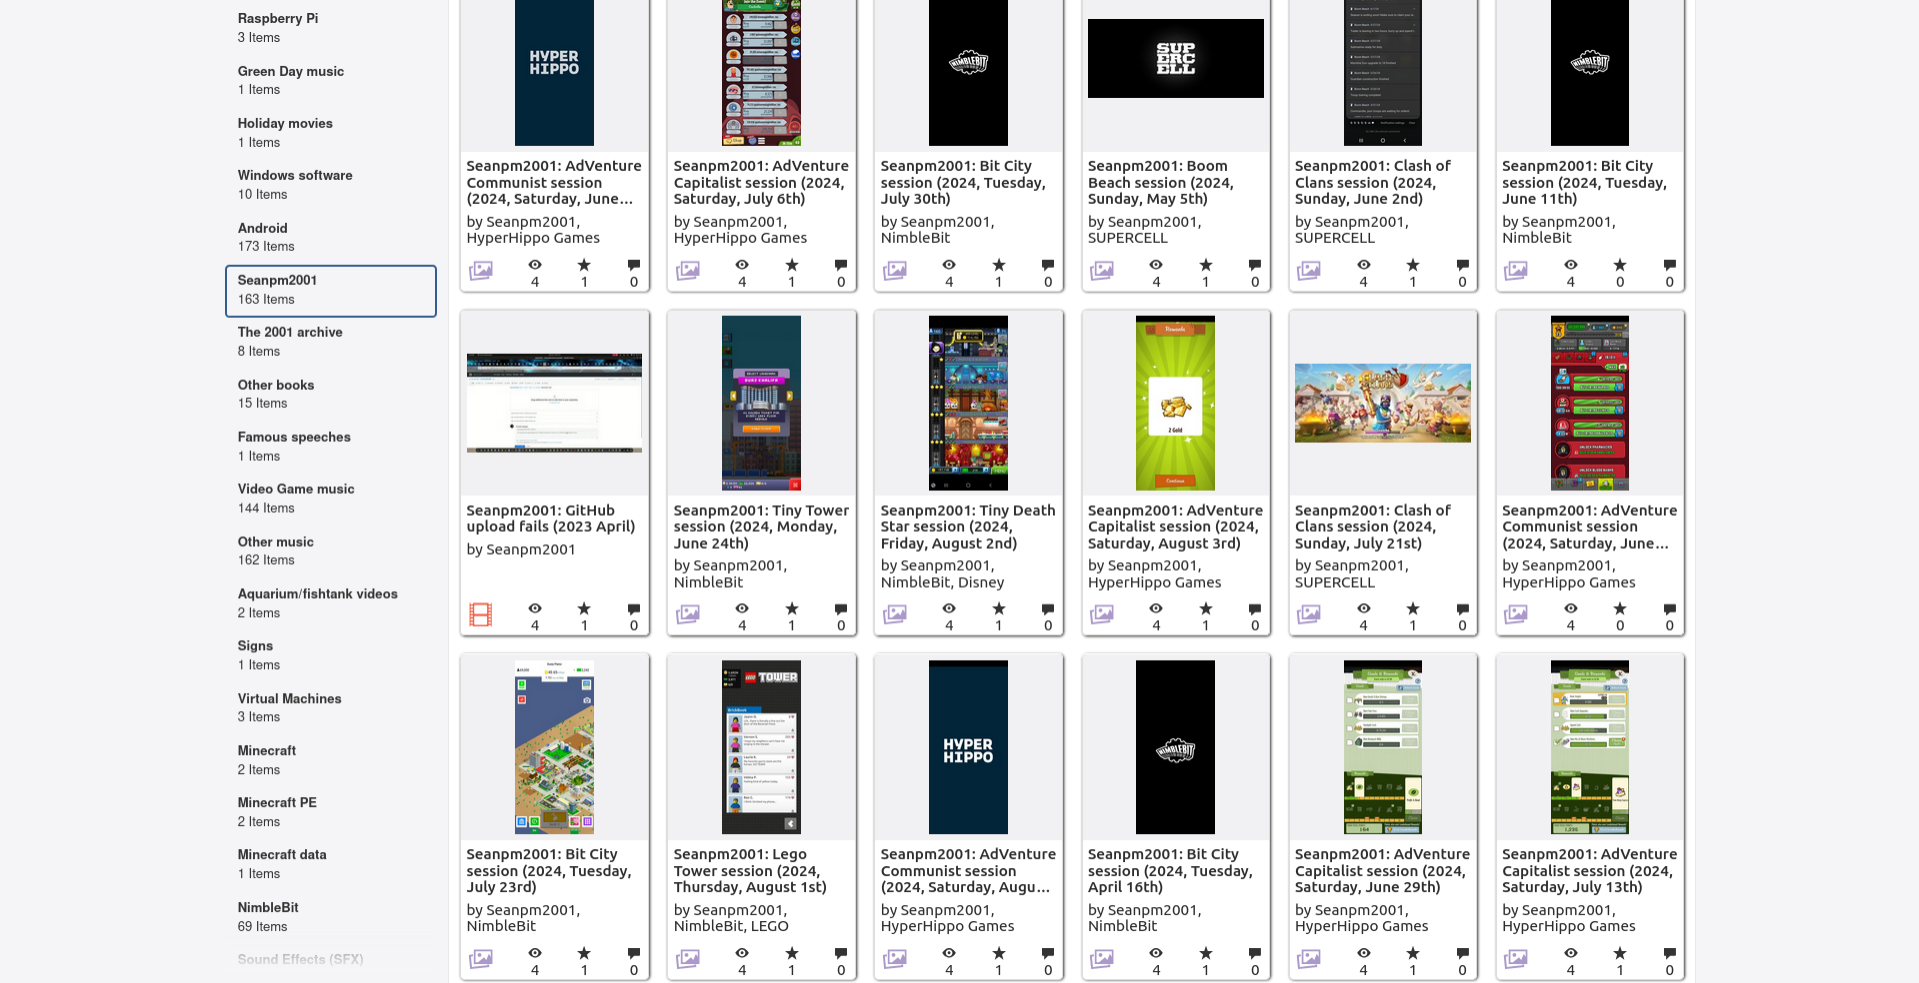 Raspberry Pi
3 Items
Green Day music
1 Items
Holiday movies
1 Items
Windows software
10 Items
Android
173 Items
Seanpm2001
163 Items
The 2001 archive
8 Items
Other books
15 Items
Famous speeches
1 Items
Video Game music
144 Items
Other music
162 Items
Aquarium/fishtank videos
2 Items
Signs
1 Items
Virtual Machines
3 Items
Minecraft
2 Items
Minecraft PE
2 Items
Minecraft data
1 Items
NimbleBit
69 Items
Sound Effects (SFX)
HYPER
HIPPO
Seanpm2001: AdVenture
Communist session
(2024, Saturday, June...
by Seanpm2001,
HyperHippo Games
4 1 0
Seanpm2001: AdVenture
Capitalist session (2024,
Saturday, July 6th)
by Seanpm2001,
HyperHippo Games
4 1 0
NIMBLEBIT
Seanpm2001: Bit City
session (2024, Tuesday,
July 30th)
by Seanpm2001,
NimbleBit
4 1 0
SUP
ERC
ELL
Seanpm2001: Boom
Beach session (2024,
Sunday, May 5th)
by Seanpm2001,
SUPERCELL
4 1 0
Seanpm2001: Clash of
Clans session (2024,
Sunday, June 2nd)
by Seanpm2001,
SUPERCELL
4 1 0
NIMBLEBIT
Seanpm2001: Bit City
session (2024, Tuesday,
June 11th)
by Seanpm2001,
NimbleBit
4 0 0
Seanpm2001: GitHub
upload fails (2023 April)
by Seanpm2001
4 1 0
Seanpm2001: Tiny Tower
session (2024, Monday,
June 24th)
by Seanpm2001,
NimbleBit
4 1 0
Seanpm2001: Tiny Death
Star session (2024,
Friday, August 2nd)
by Seanpm2001,
NimbleBit, Disney
4 1 0
Rewards
2 Gold
Continue
Seanpm2001: AdVenture
Capitalist session (2024,
Saturday, August 3rd)
by Seanpm2001,
HyperHippo Games
4 1 0
Seanpm2001: Clash of
Clans session (2024,
Sunday, July 21st)
by Seanpm2001,
SUPERCELL
4 1 0
Seanpm2001: AdVenture
Communist session
(2024, Saturday, June...
by Seanpm2001,
HyperHippo Games
4 0 0
Seanpm2001: Bit City
session (2024, Tuesday,
July 23rd)
by Seanpm2001,
NimbleBit
4 1 0
LEGO TOWER
Seanpm2001: Lego
Tower session (2024,
Thursday, August 1st)
by Seanpm2001,
NimbleBit, LEGO
4 1 0
HYPER
HIPPO
Seanpm2001: AdVenture
Communist session
(2024, Saturday, Augu...
by Seanpm2001,
HyperHippo Games
4 1 0
NIMBLEBIT
Seanpm2001: Bit City
session (2024, Tuesday,
April 16th)
by Seanpm2001,
NimbleBit
4 1 0
Seanpm2001: AdVenture
Capitalist session (2024,
Saturday, June 29th)
by Seanpm2001,
HyperHippo Games
4 1 0
Seanpm2001: AdVenture
Capitalist session (2024,
Saturday, July 13th)
by Seanpm2001,
HyperHippo Games
4 1 0